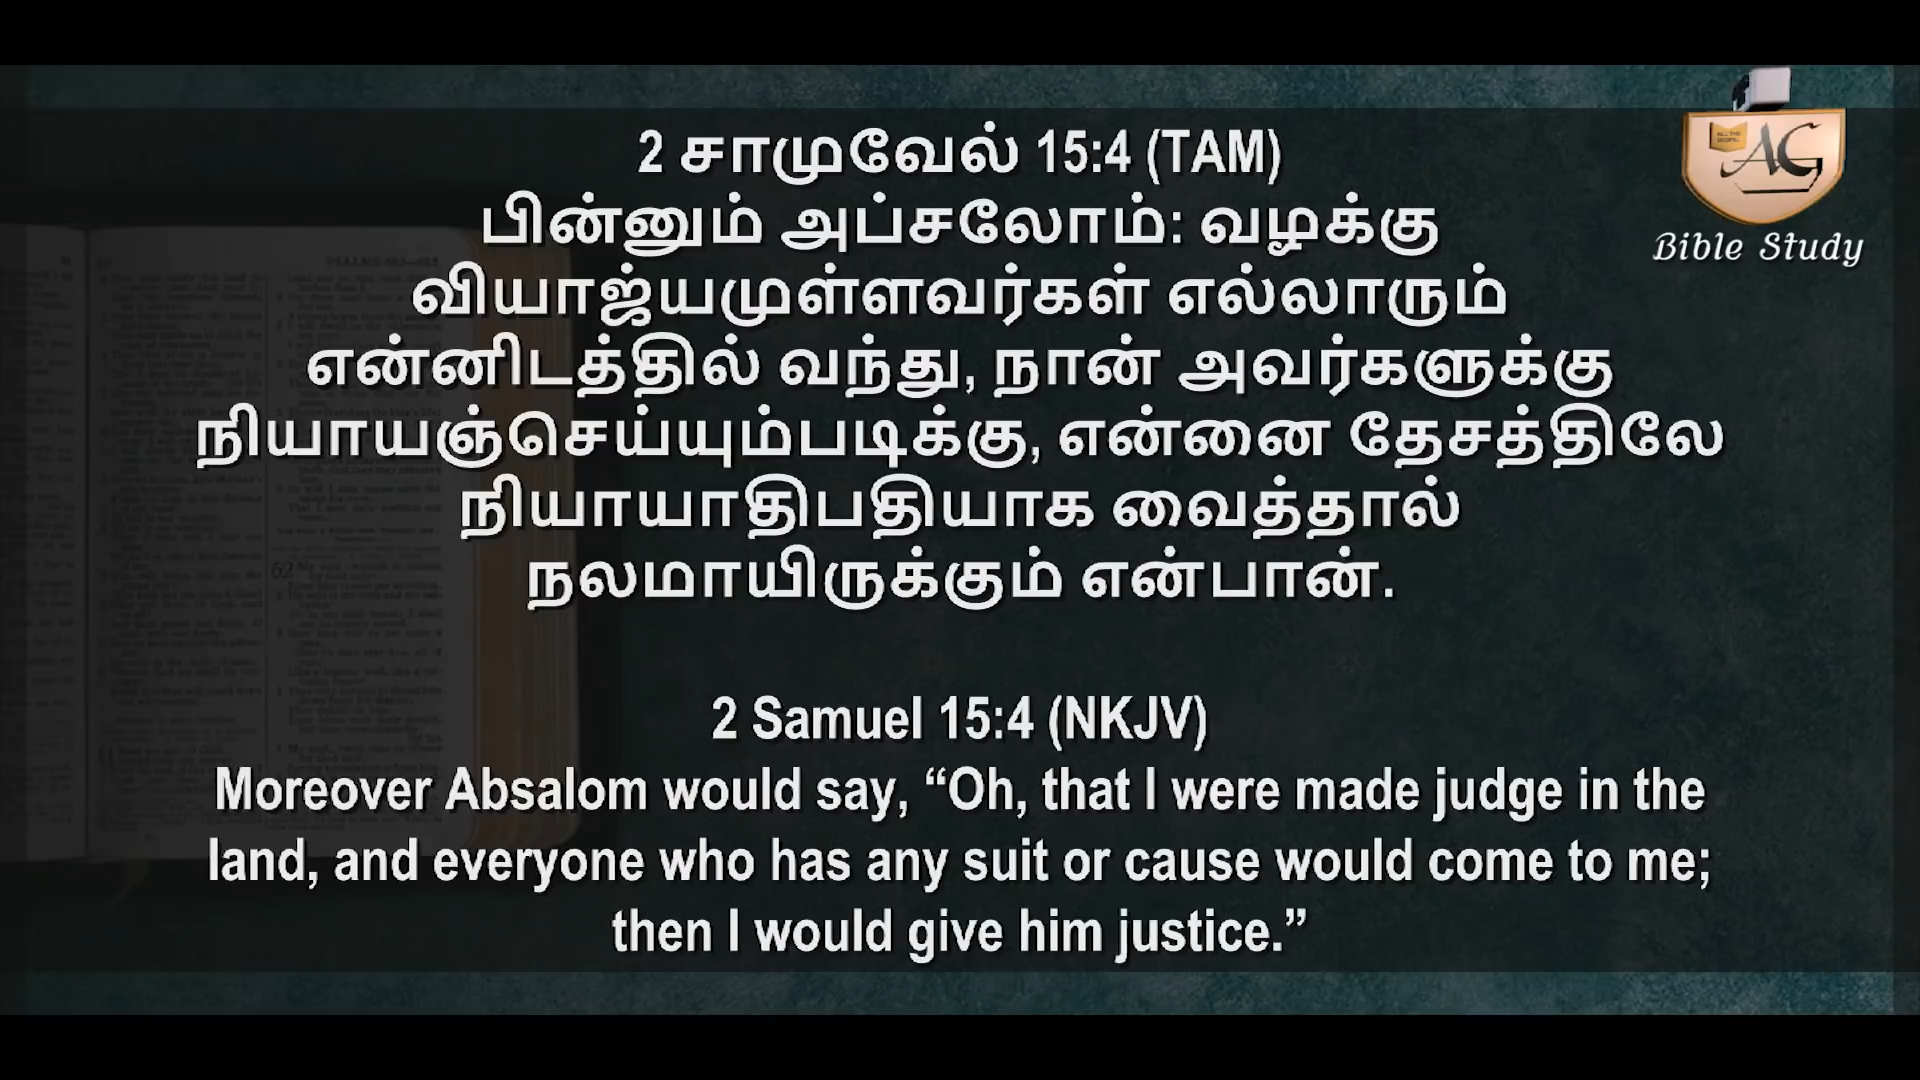 2 சாமுவேல் 15:4 (TAM)
பின்னும் அப்சலோம்: வழக்கு
வியாஜ்யமுள்ளவர்கள் எல்லாரும்
என்னிடத்தில் வந்து, நான் அவர்களுக்கு
நியாயஞ்செய்யும்படிக்கு, என்னை தேசத்திலே
நியாயாதிபதியாக வைத்தால்
நலமாயிருக்கும் என்பான்.
2 Samuel 15:4 (NKJV)
Moreover Absalom would say, “Oh, that I were made judge in the
land, and everyone who has any suit or cause would come to me;
then I would give him justice.”
AG
Bible Study